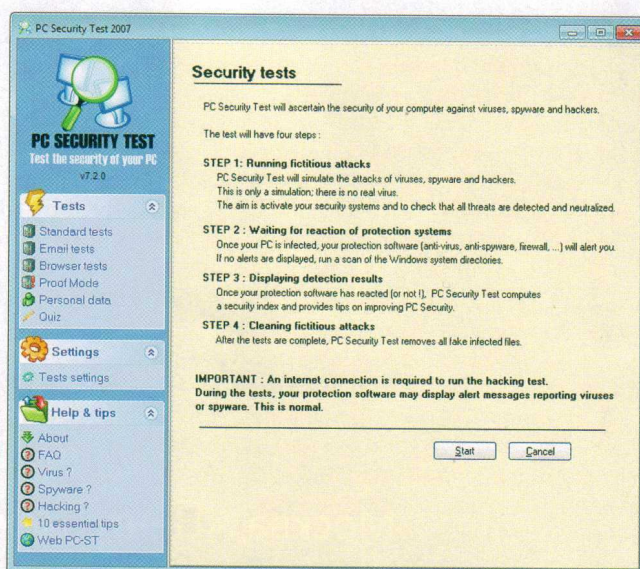 PC Security Test 2007
PC SECURITY TEST
Test the security of your PC
v7.2.0
Tests
Standard tests
Email tests
Browser tests
Proof Mode
Personal data
Quiz
Settings
Tests settings
Help & tips
About
FAQ
Virus ?
Spyware ?
Hacking ?
10 essential tips
Web PC-ST
Security tests
PC Security Test will ascertain the security of your computer against viruses, spyware and hackers.
The test will have four steps :
STEP 1: Running fictitious attacks
PC Security Test will simulate the attacks of viruses, spyware and hackers.
This is only a simulation; there is no real virus.
The aim is activate your security systems and to check that all threats are detected and neutralized.
STEP 2 : Waiting for reaction of protection systems
Once your PC is infected, your protection software (anti-virus, anti-spyware, firewall, ...) will alert you.
If no alerts are displayed, run a scan of the Windows system directories.
STEP 3 : Displaying detection results
Once your protection software has reacted (or not !), PC Security Test computes
a security index and provides tips on improving PC Security.
STEP 4 : Cleaning fictitious attacks
After the tests are complete, PC Security Test removes all fake infected files.
IMPORTANT : An internet connection is required to run the hacking test.
During the tests, your protection software may display alert messages reporting viruses
or spyware. This is normal.
Start
Cancel